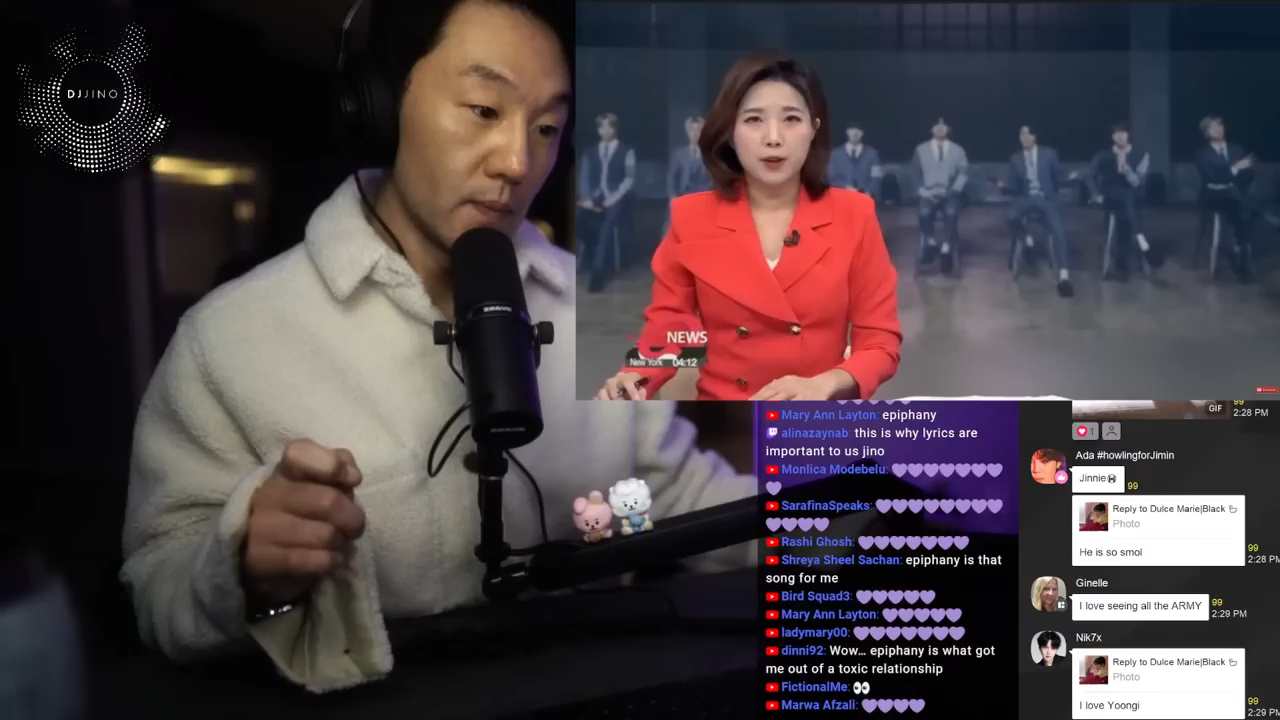 DJJINO
NEWS
New York 04:12
Mary Ann Layton: epiphany
alinazaynab: this is why lyrics are
important to us jino
Monlica Modebelu: 💜💜💜💜💜💜💜
💜
SarafinaSpeaks: 💜💜💜💜💜💜💜💜
💜💜💜💜
Rashi Ghosh: 💜💜💜💜💜💜💜
Shreya Sheel Sachan: epiphany is that
song for me
Bird Squad3: 💜💜💜💜💜
Mary Ann Layton: 💜💜💜💜💜
ladymary00: 💜💜💜💜💜💜💜
dinni92: Wow... epiphany is what got
me out of a toxic relationship
FictionalMe: 👀
Marwa Afzali: 💜💜💜💜
GIF
99
2:28 PM
1
Ada #howlingforJimin
Jinnie
99
Reply to Dulce Marie|Black
Photo
He is so smol
99
2:28 PM
Ginelle
I love seeing all the ARMY
99
2:29 PM
Nik7x
Reply to Dulce Marie|Black
Photo
I love Yoongi
99
2:29 PM